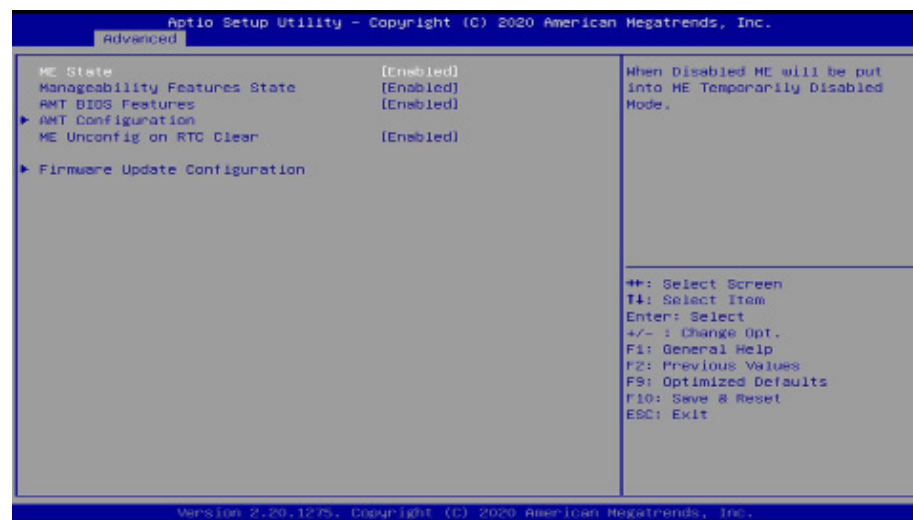 Aptio Setup Utility – Copyright (C) 2020 American Megatrends, Inc.
Advanced
ME State [Enabled]
Manageability Features State [Enabled]
AMT BIOS Features [Enabled]
► AMT Configuration
ME Unconfig on RTC Clear [Enabled]
► Firmware Update Configuration
When Disabled ME will be put
into ME Temporarily Disabled
Mode.
→←: Select Screen
↑↓: Select Item
Enter: Select
+/- : Change Opt.
F1: General Help
F2: Previous Values
F9: Optimized Defaults
F10: Save & Reset
ESC: Exit
Version 2.20.1275. Copyright (C) 2020 American Megatrends, Inc.